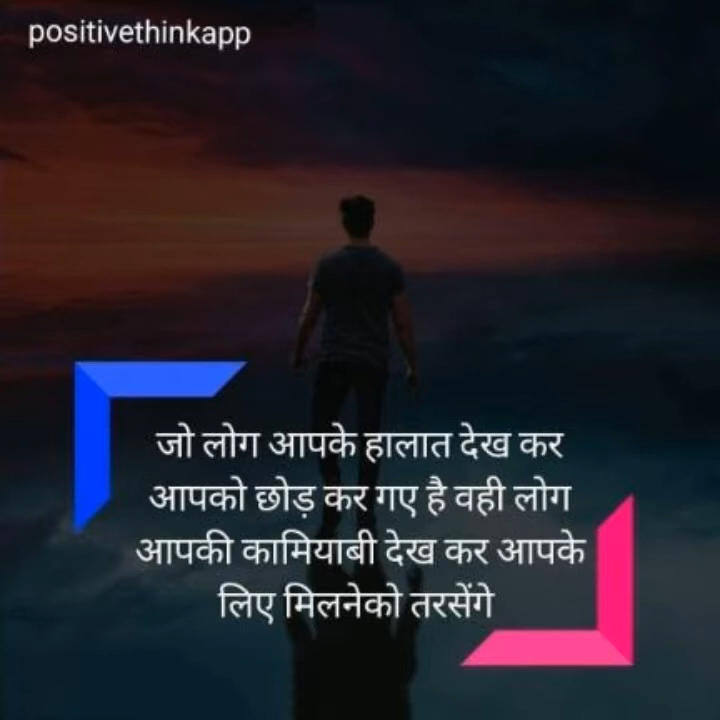 positivethinkapp
जो लोग आपके हालात देख कर
आपको छोड़ कर गए है वही लोग
आपकी कामियाबी देख कर आपके
लिए मिलनेको तरसेंगे